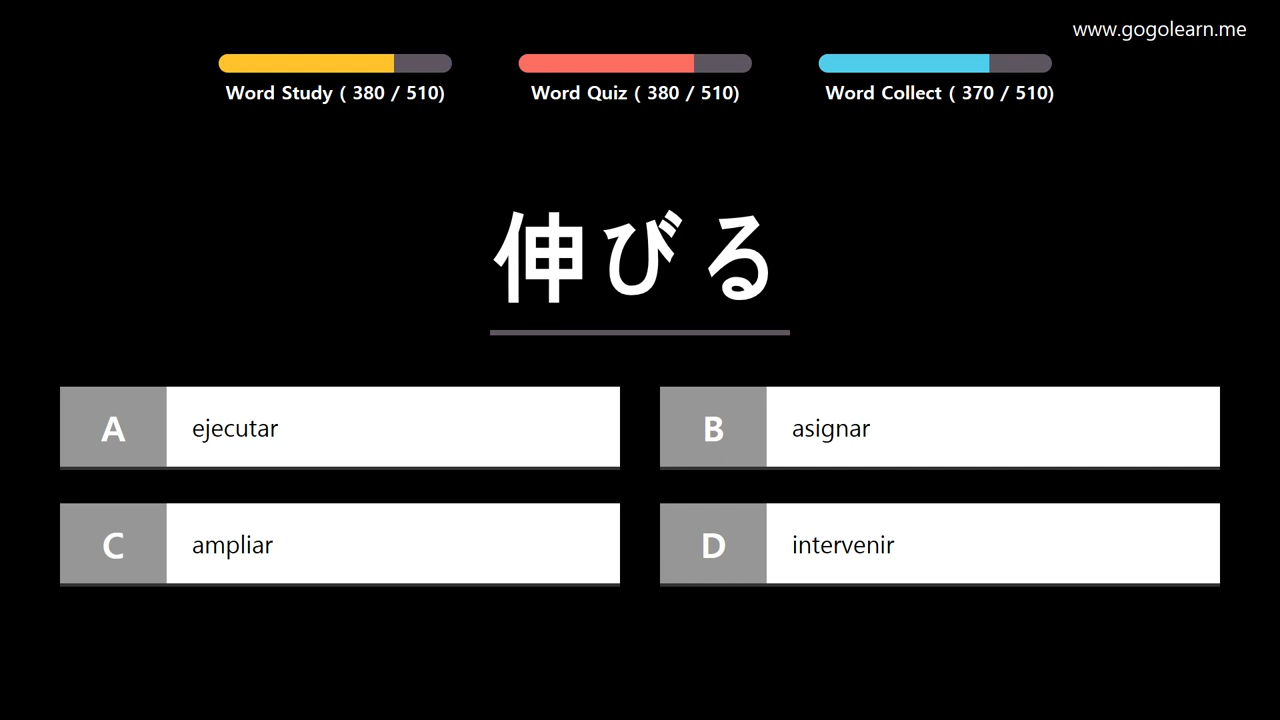 www.gogolearn.me
Word Study ( 380 / 510)
Word Quiz ( 380 / 510)
Word Collect ( 370 / 510)
伸びる
A ejecutar
B asignar
C ampliar
D intervenir